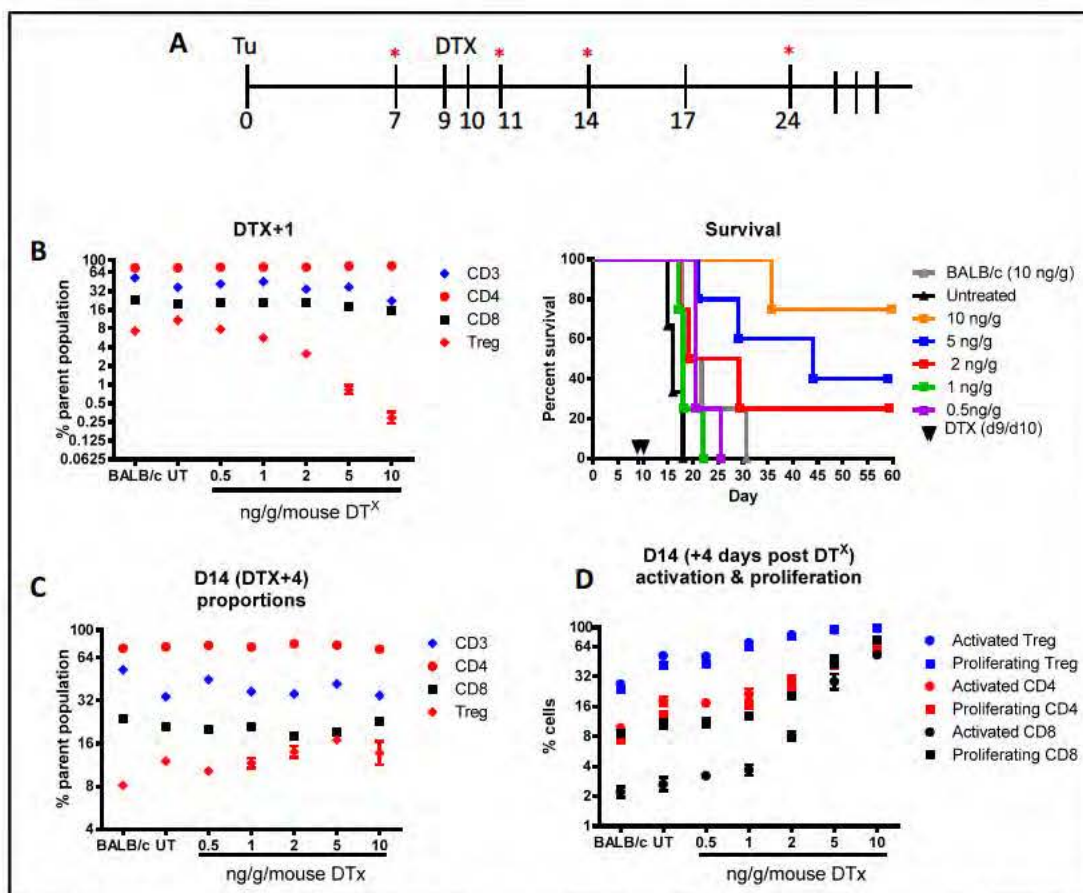 A
Tu
DTX
* * * *
0 7 9 10 11 14 17 24
B
DTX+1
% parent population
100
64
32
16
8
4
2
1
0.5
0.25
0.125
0.0625
BALB/c UT 0.5 1 2 5 10
ng/g/mouse DTX
CD3
CD4
CD8
Treg
Survival
Percent survival
100
80
60
40
20
0
0 5 10 15 20 25 30 35 40 45 50 55 60
Day
BALB/c (10 ng/g)
Untreated
10 ng/g
5 ng/g
2 ng/g
1 ng/g
0.5ng/g
DTX (d9/d10)
C
D14 (DTX+4)
proportions
% parent population
100
64
32
16
8
4
BALB/c UT 0.5 1 2 5 10
ng/g/mouse DTx
CD3
CD4
CD8
Treg
D
D14 (+4 days post DTX)
activation & proliferation
% cells
100
64
32
16
8
4
2
1
BALB/c UT 0.5 1 2 5 10
ng/g/mouse DTx
Activated Treg
Proliferating Treg
Activated CD4
Proliferating CD4
Activated CD8
Proliferating CD8